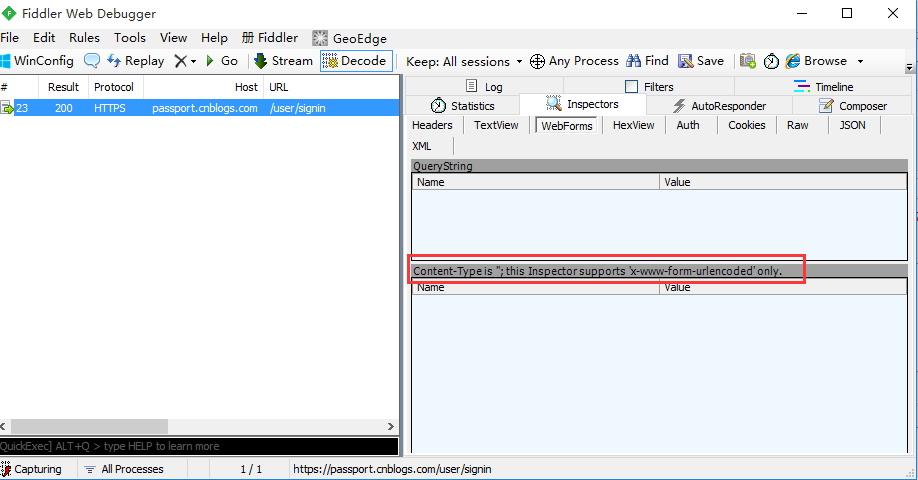 Fiddler Web Debugger
File Edit Rules Tools View Help Fiddler GeoEdge
WinConfig Replay Go Stream Decode Keep: All sessions Any Process Find Save Browse
# Result Protocol Host URL
23 200 HTTPS passport.cnblogs.com /user/signin
Log Filters Timeline
Statistics Inspectors AutoResponder Composer
Headers TextView WebForms HexView Auth Cookies Raw JSON
XML
QueryString
Name Value
Content-Type is ''; this Inspector supports 'x-www-form-urlencoded' only.
Name Value
QuickExec] ALT+Q > type HELP to learn more
Capturing All Processes 1 / 1 https://passport.cnblogs.com/user/signin